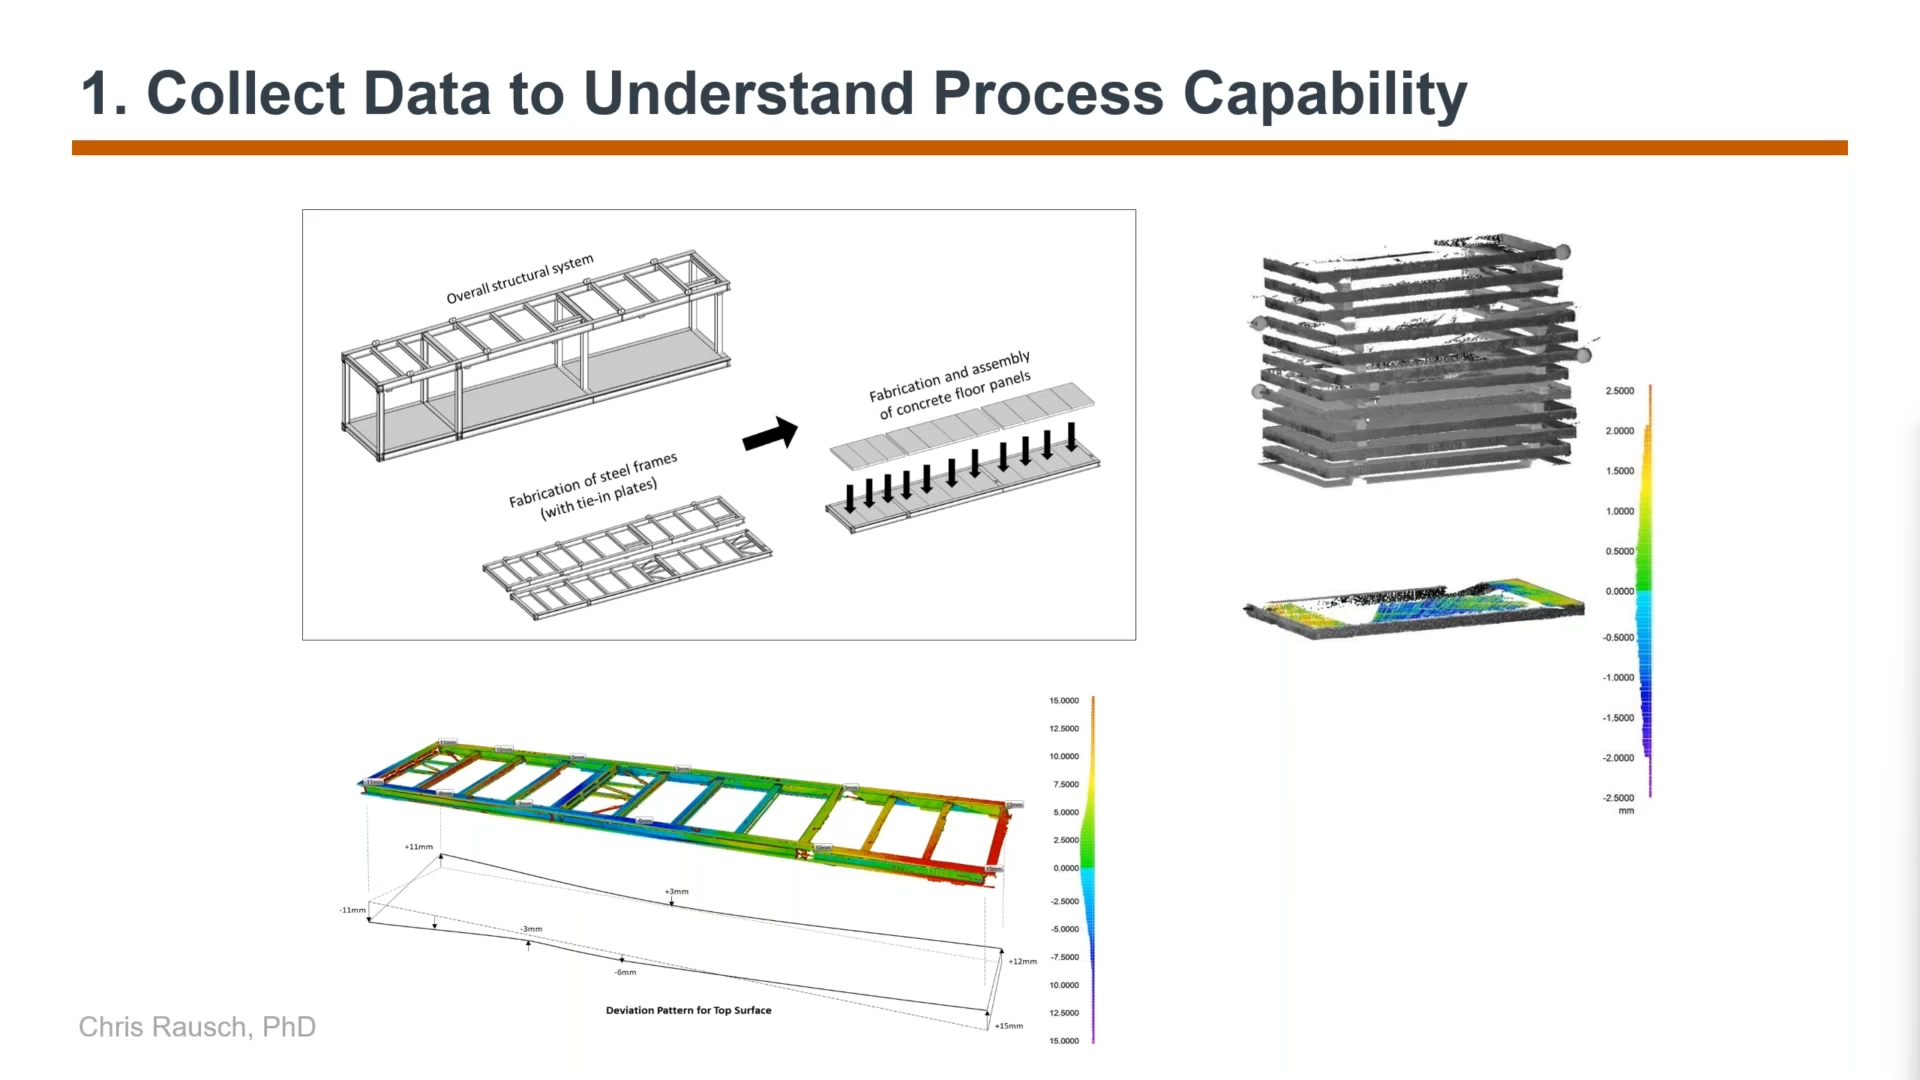 1. Collect Data to Understand Process Capability
Overall structural system
Fabrication of steel frames
(with tie-in plates)
Fabrication and assembly
of concrete floor panels
2.5000
2.0000
1.5000
1.0000
0.5000
0.0000
-0.5000
-1.0000
-1.5000
-2.0000
-2.5000
mm
15.0000
12.5000
10.0000
7.5000
5.0000
2.5000
0.0000
-2.5000
-5.0000
-7.5000
10.0000
12.5000
15.0000
+11mm
-11mm
+3mm
-3mm
-6mm
+12mm
+15mm
Deviation Pattern for Top Surface
Chris Rausch, PhD